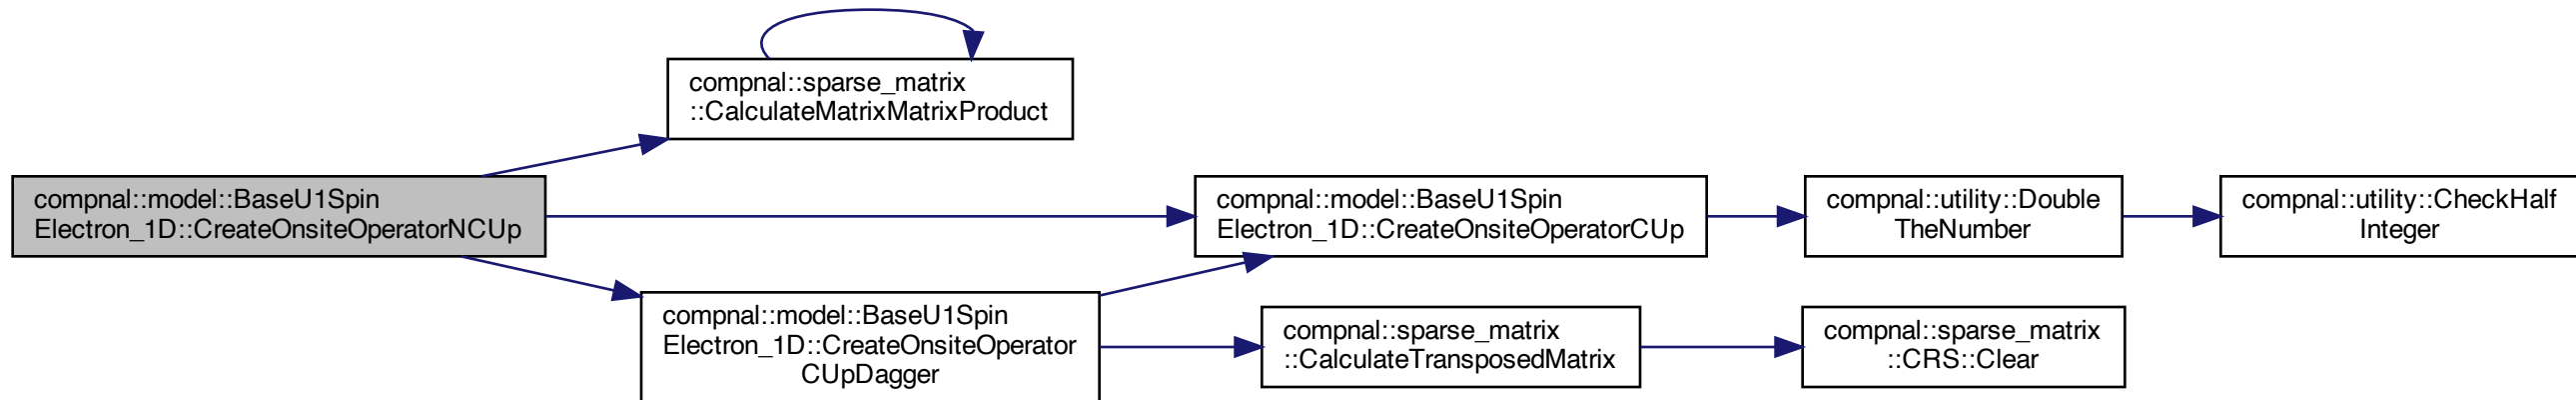 compnal::sparse_matrix
::CalculateMatrixMatrixProduct
compnal::model::BaseU1Spin
Electron_1D::CreateOnsiteOperatorNCUp
compnal::model::BaseU1Spin
Electron_1D::CreateOnsiteOperatorCUp
compnal::utility::Double
TheNumber
compnal::utility::CheckHalf
Integer
compnal::model::BaseU1Spin
Electron_1D::CreateOnsiteOperator
CUpDagger
compnal::sparse_matrix
::CalculateTransposedMatrix
compnal::sparse_matrix
::CRS::Clear